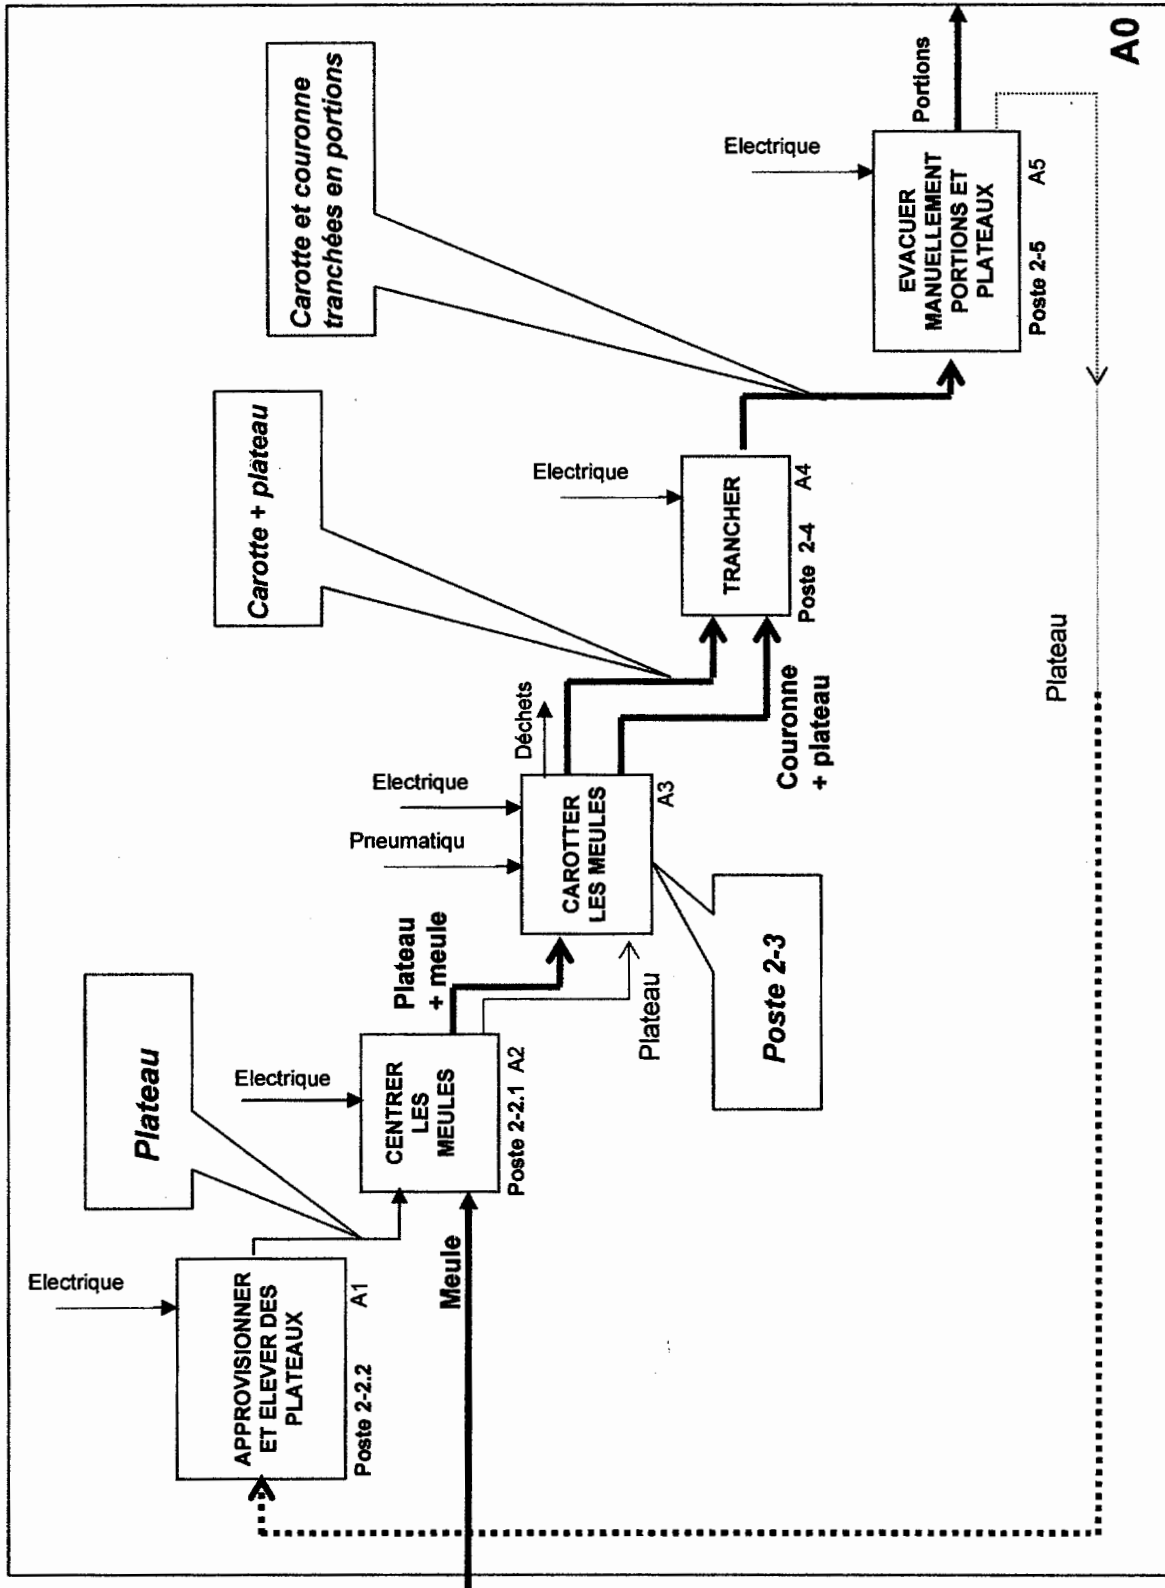 Electrique
APPROVISIONNER
ET ELEVER DES
PLATEAUX
A1
Poste 2-2.2
Plateau
Meule
Electrique
CENTRER
LES
MEULES
Poste 2-2.1 A2
Plateau
+ meule
Plateau
Pneumatiqu
Electrique
CAROTTER
LES MEULES
A3
Déchets
Poste 2-3
Carotte + plateau
Couronne
+ plateau
Electrique
TRANCHER
Poste 2-4 A4
Carotte et couronne
tranchées en portions
Electrique
EVACUER
MANUELLEMENT
PORTIONS ET
PLATEAUX
Poste 2-5 A5
Portions
Plateau
A0